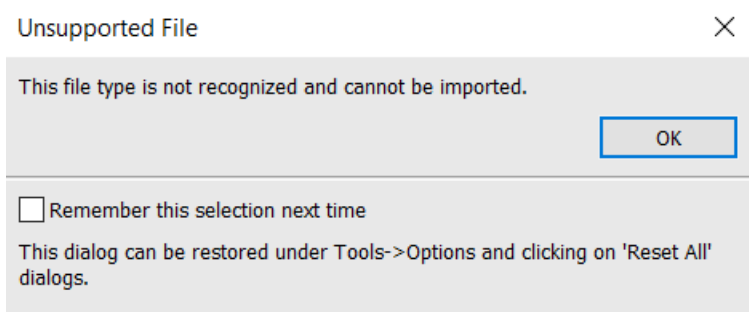 Unsupported File
This file type is not recognized and cannot be imported.
OK
Remember this selection next time
This dialog can be restored under Tools->Options and clicking on 'Reset All'
dialogs.